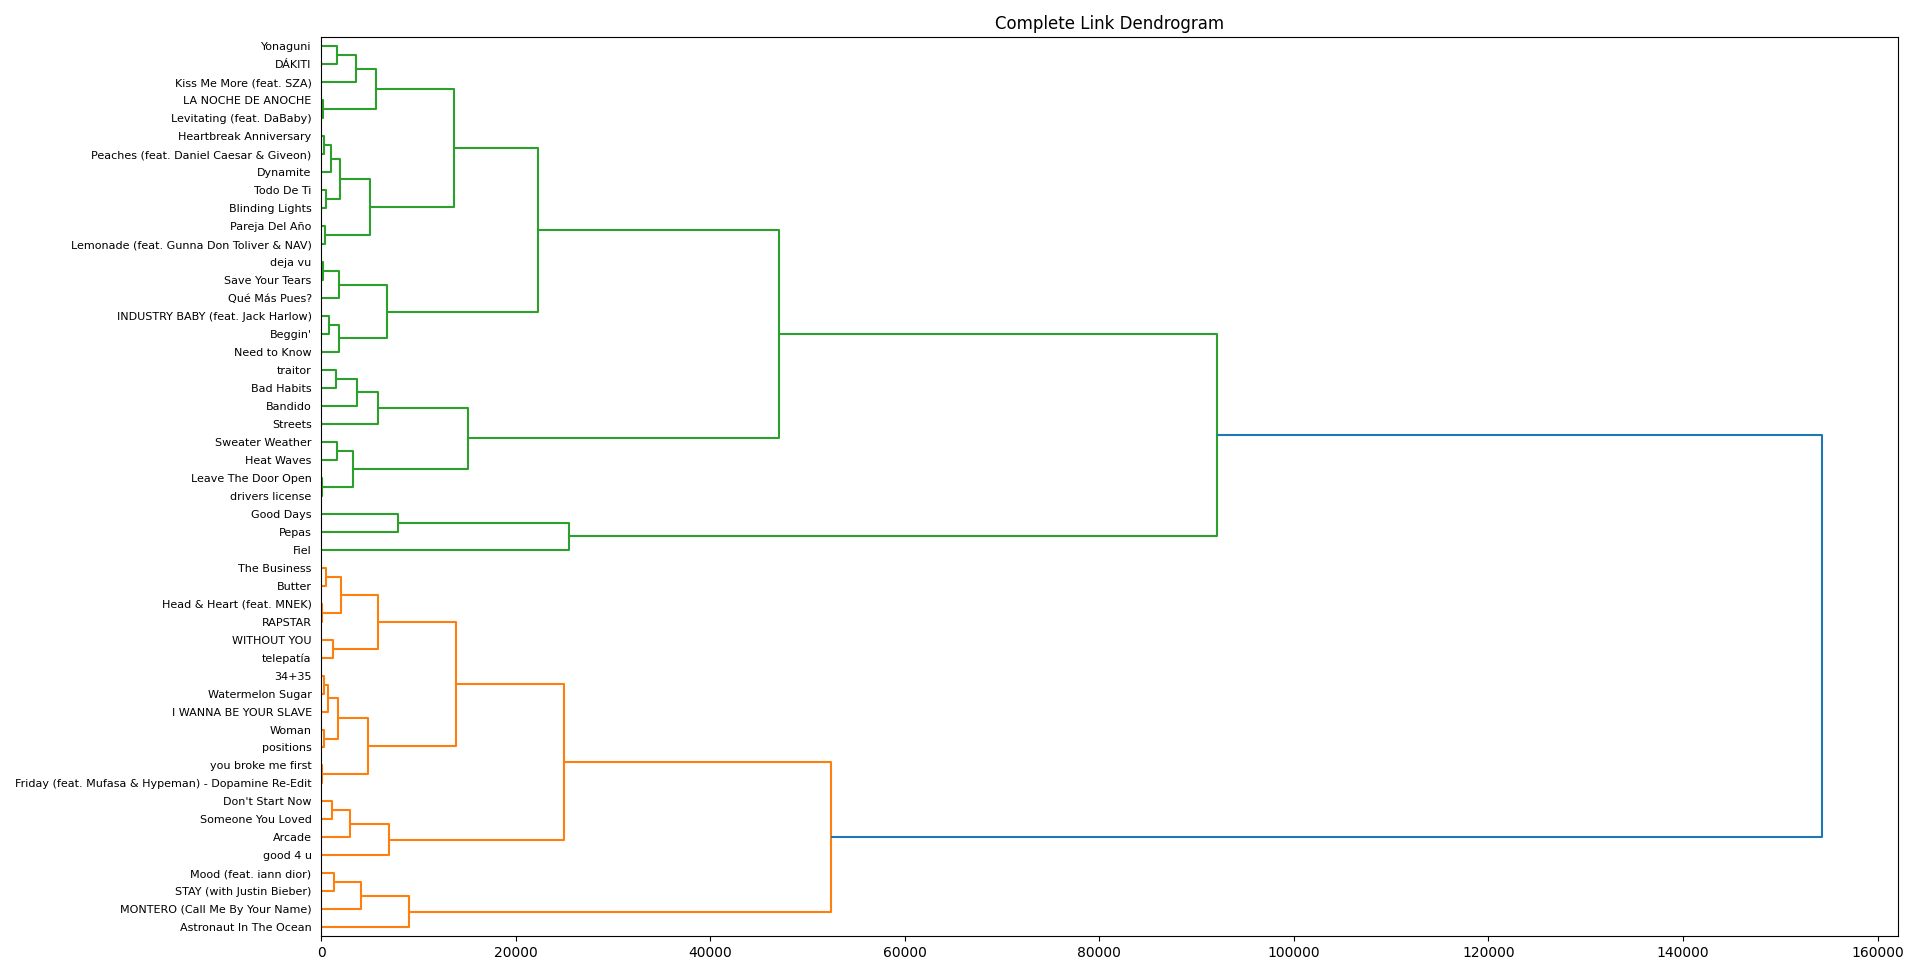 Complete Link Dendrogram
Yonaguni
DÁKITI
Kiss Me More (feat. SZA)
LA NOCHE DE ANOCHE
Levitating (feat. DaBaby)
Heartbreak Anniversary
Peaches (feat. Daniel Caesar & Giveon)
Dynamite
Todo De Ti
Blinding Lights
Pareja Del Año
Lemonade (feat. Gunna Don Toliver & NAV)
deja vu
Save Your Tears
Qué Más Pues?
INDUSTRY BABY (feat. Jack Harlow)
Beggin'
Need to Know
traitor
Bad Habits
Bandido
Streets
Sweater Weather
Heat Waves
Leave The Door Open
drivers license
Good Days
Pepas
Fiel
The Business
Butter
Head & Heart (feat. MNEK)
RAPSTAR
WITHOUT YOU
telepatía
34+35
Watermelon Sugar
I WANNA BE YOUR SLAVE
Woman
positions
you broke me first
Friday (feat. Mufasa & Hypeman) - Dopamine Re-Edit
Don't Start Now
Someone You Loved
Arcade
good 4 u
Mood (feat. iann dior)
STAY (with Justin Bieber)
MONTERO (Call Me By Your Name)
Astronaut In The Ocean
0 20000 40000 60000 80000 100000 120000 140000 160000